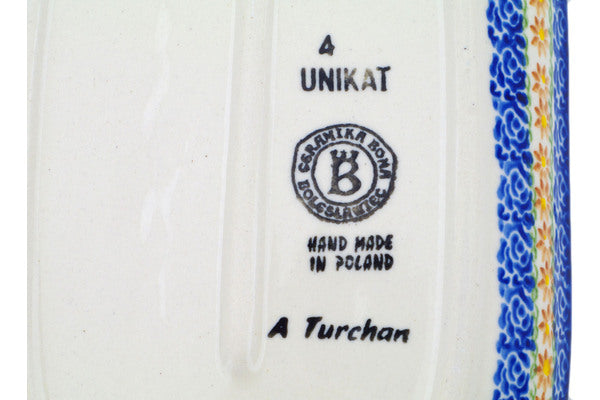 4
UNIKAT
CERAMIKA BONA
B
BOLESŁAWIEC
HAND MADE
IN POLAND
A Turchan